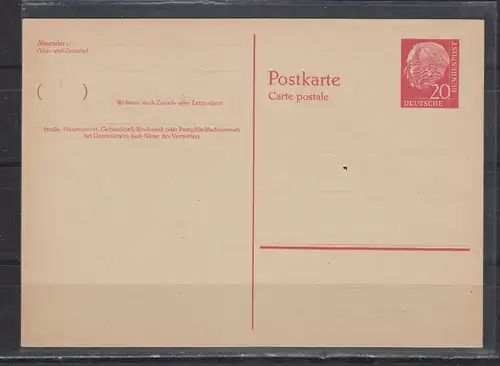 Absender:
(Vor- und Zuname)
( )
Wohnort, auch Zustell- oder Leitpostamt
Straße, Hausnummer, Gebäudeteil, Stockwerk oder Postschließfachnummer,
bei Untermietern auch Name des Vermieters
Postkarte
Carte postale
20
DEUTSCHE
BUNDESPOST